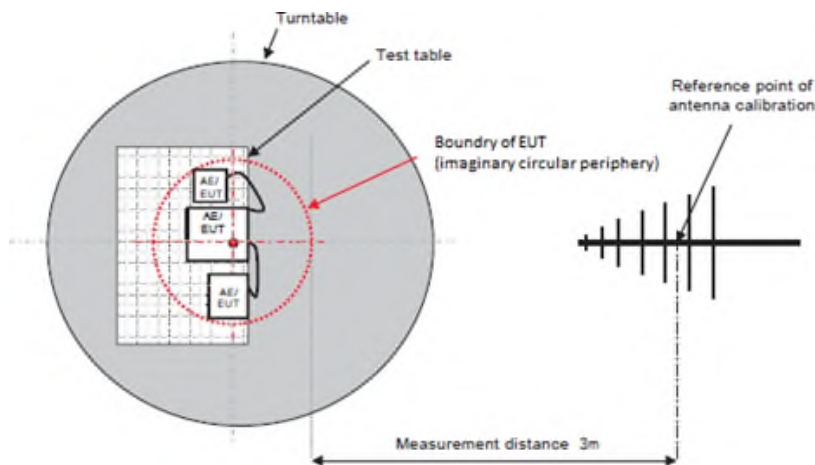 Turntable
Test table
Reference point of
antenna calibration
Boundry of EUT
(imaginary circular periphery)
AE/
EUT
AE/
EUT
AE/
EUT
Measurement distance 3m